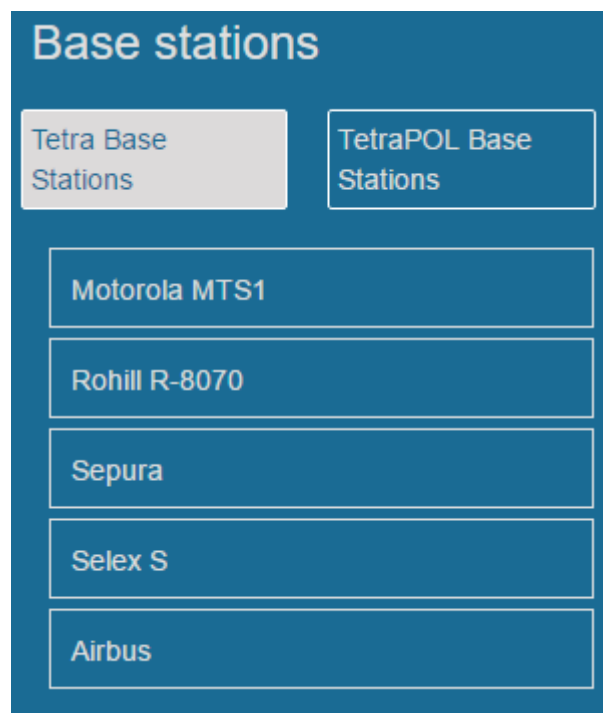 Base stations
Tetra Base
Stations
TetraPOL Base
Stations
Motorola MTS1
Rohill R-8070
Sepura
Selex S
Airbus